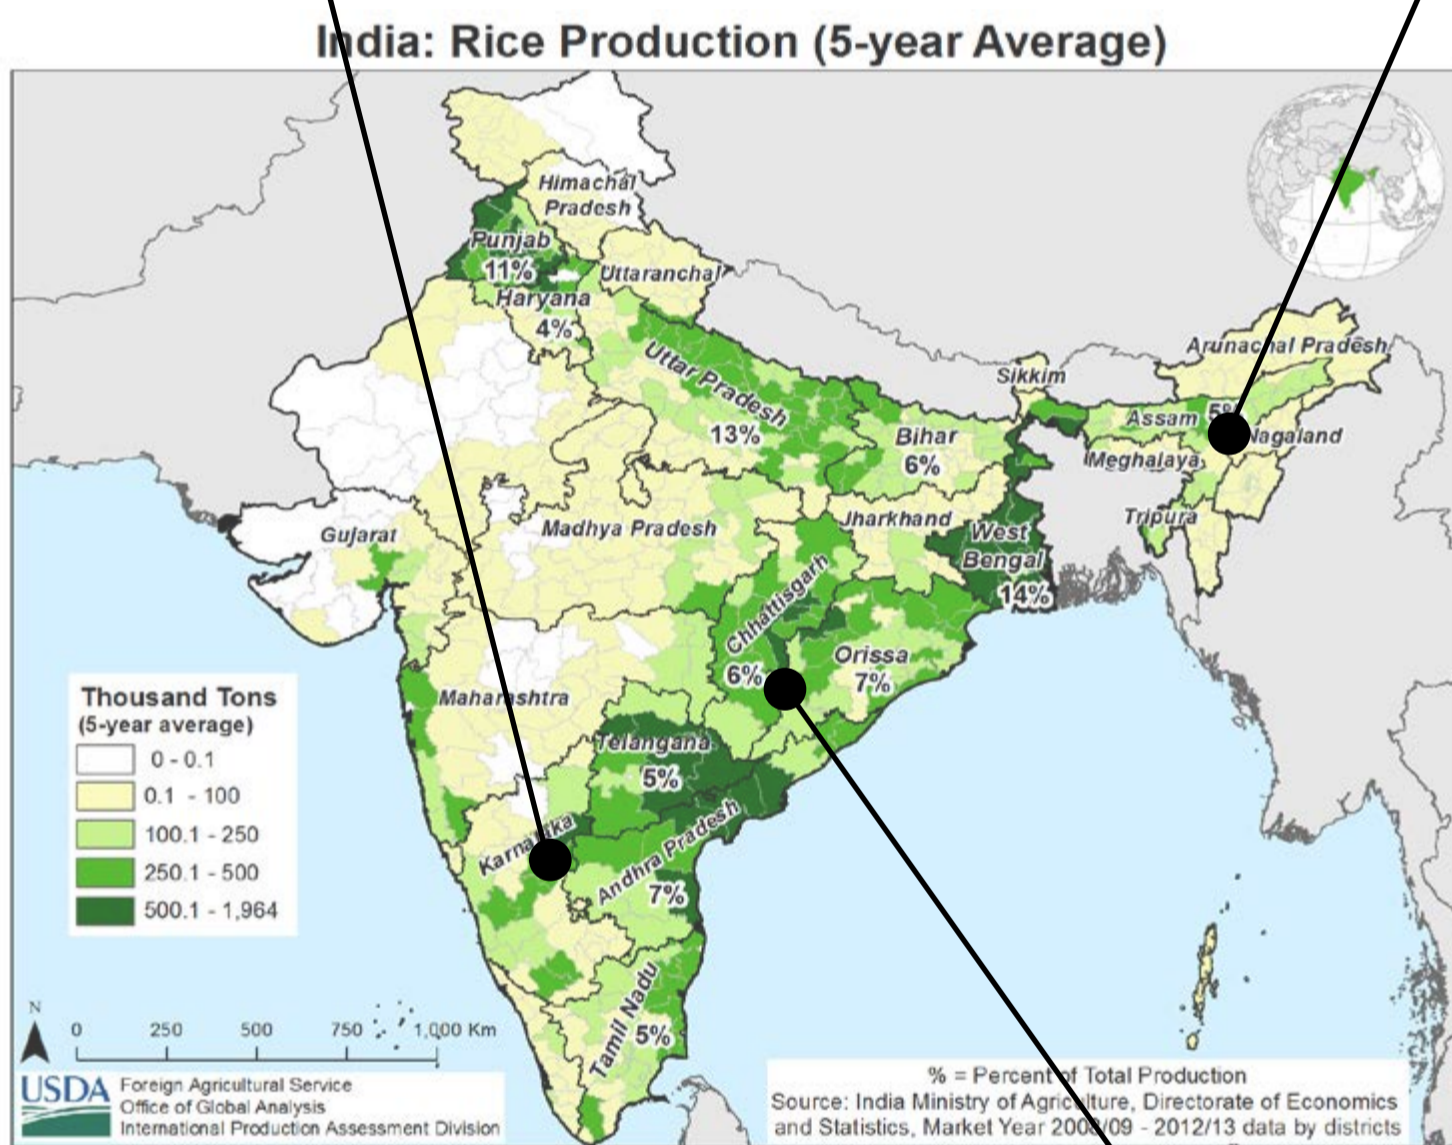 India: Rice Production (5-year Average)
Himachal
Pradesh
Punjab
11%
Uttaranchal
Haryana
4%
Uttar Pradesh
13%
Sikkim
Arunachal Pradesh
Assam
5%
Nagaland
Meghalaya
Bihar
6%
Tripura
Gujarat
Madhya Pradesh
Jharkhand
West
Bengal
14%
Chhattisgarh
6%
Orissa
7%
Maharashtra
Telangana
5%
Karnataka
Andhra Pradesh
7%
Tamil Nadu
5%
Thousand Tons
(5-year average)
0 - 0.1
0.1 - 100
100.1 - 250
250.1 - 500
500.1 - 1,964
N
0 250 500 750 1,000 Km
USDA
Foreign Agricultural Service
Office of Global Analysis
International Production Assessment Division
% = Percent of Total Production
Source: India Ministry of Agriculture, Directorate of Economics
and Statistics, Market Year 2008/09 - 2012/13 data by districts